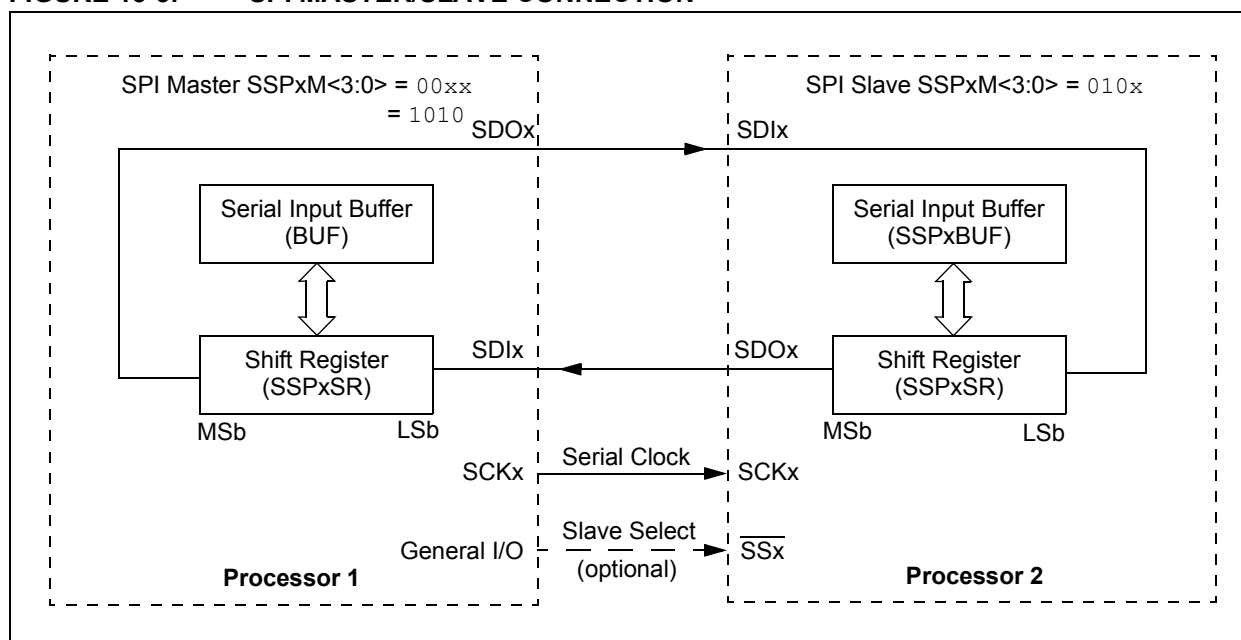 FIGURE SPI MASTER/SLAVE CONNECTION
SPI Master SSPxM<3:0> = 00xx
= 1010
SDOx
Serial Input Buffer
(BUF)
Shift Register
(SSPxSR)
MSb
LSb
SDIx
SCKx
General I/O
Processor 1
Serial Clock
Slave Select
(optional)
SPI Slave SSPxM<3:0> = 010x
SDIx
Serial Input Buffer
(SSPxBUF)
SDOx
Shift Register
(SSPxSR)
MSb
LSb
SCKx
SSx
Processor 2